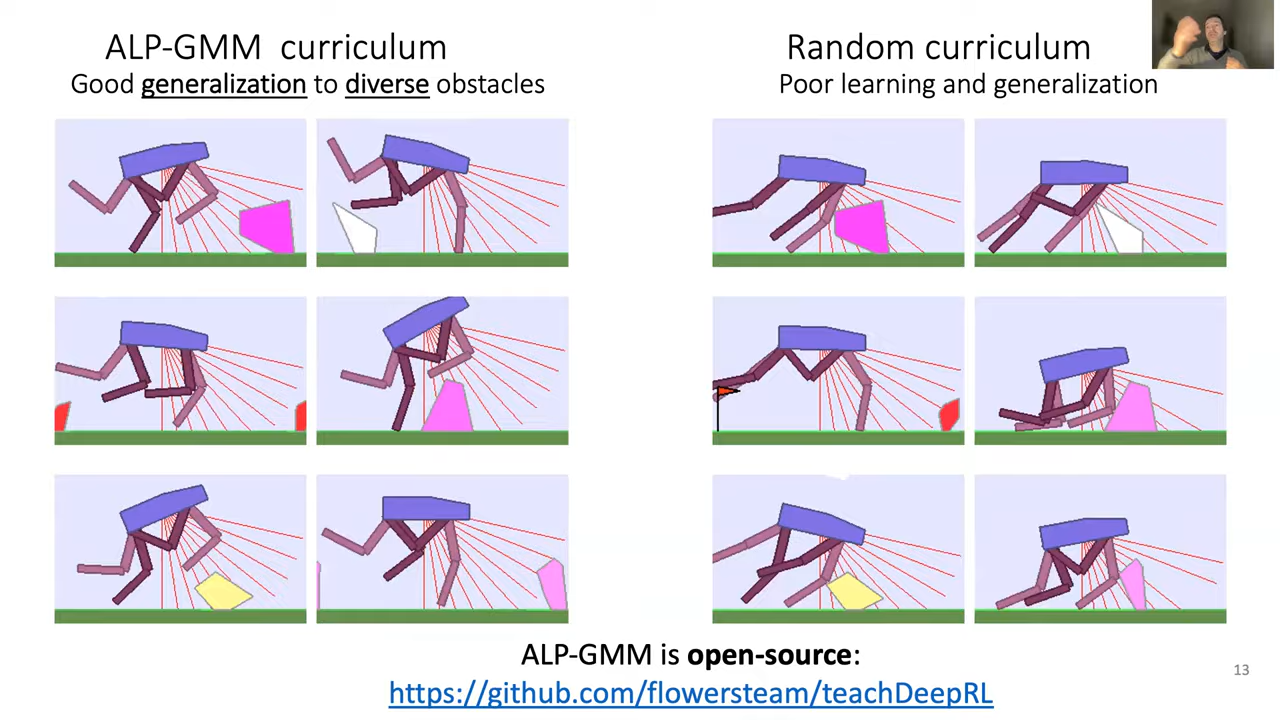 ALP-GMM curriculum
Good generalization to diverse obstacles
Random curriculum
Poor learning and generalization
ALP-GMM is open-source:
https://github.com/flowersteam/teachDeepRL
13